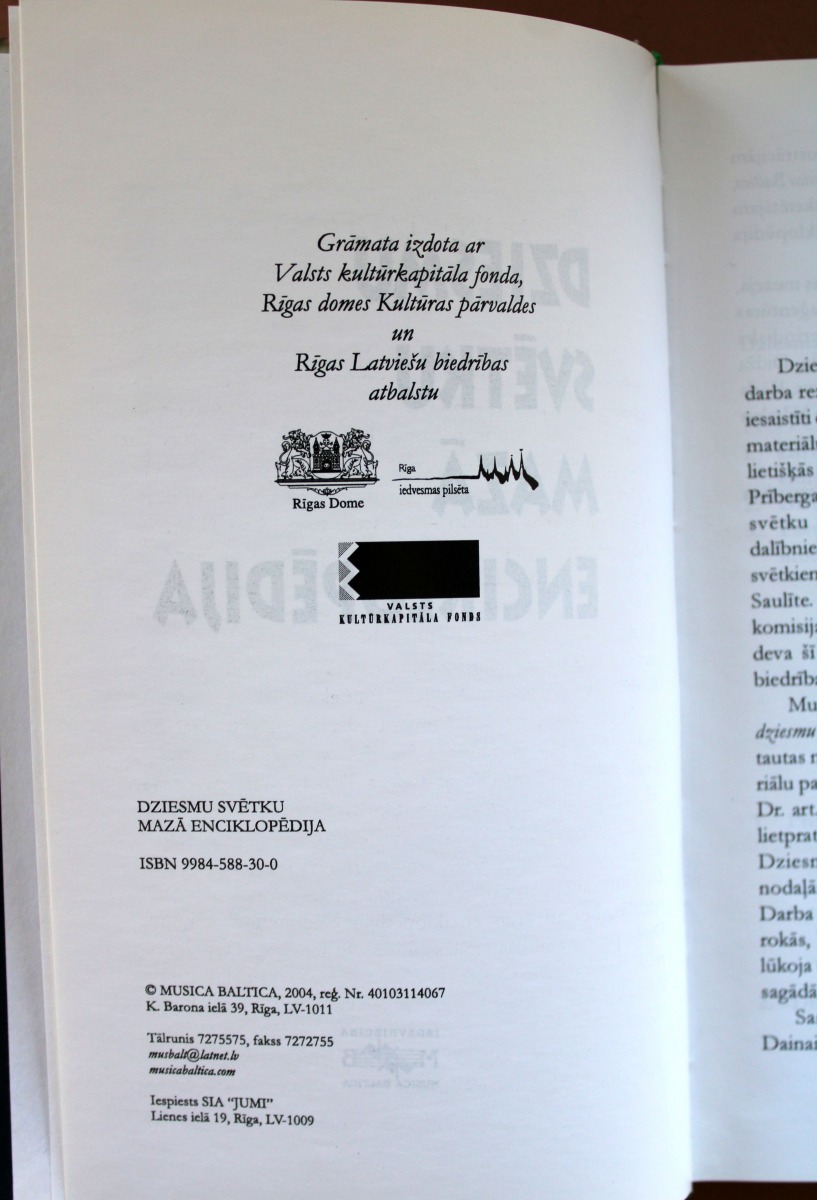 Grāmata izdota ar
Valsts kultūrkapitāla fonda,
Rīgas domes Kultūras pārvaldes
un
Rīgas Latviešu biedrības
atbalstu
Rīgas Dome
Rīga
iedvesmas pilsēta
VALSTS
KULTŪRKAPITĀLA FONDS
DZIESMU SVĒTKU
MAZĀ ENCIKLOPĒDIJA
ISBN 9984-588-30-0
© MUSICA BALTICA, 2004, reģ. Nr. 40103114067
K. Barona ielā 39, Rīga, LV-1011
Tālrunis 7275575, fakss 7272755
musbalt@latnet.lv
musicabaltica.com
Iespiests SIA "JUMI"
Lienes ielā 19, Rīga, LV-1009
Dzie
darba re
iesaistīti
materiāl
lietišķās
Prīberga
svētku
dalībnie
svētkien
Saulīte.
komisij
deva šī
biedrība
Mu
dziesmu
tautas
riālu pa
Dr. art.
lietprat
Dziesm
nodaļā
Darba
rokās,
lūkoja
sagādā
Sa
Dainai